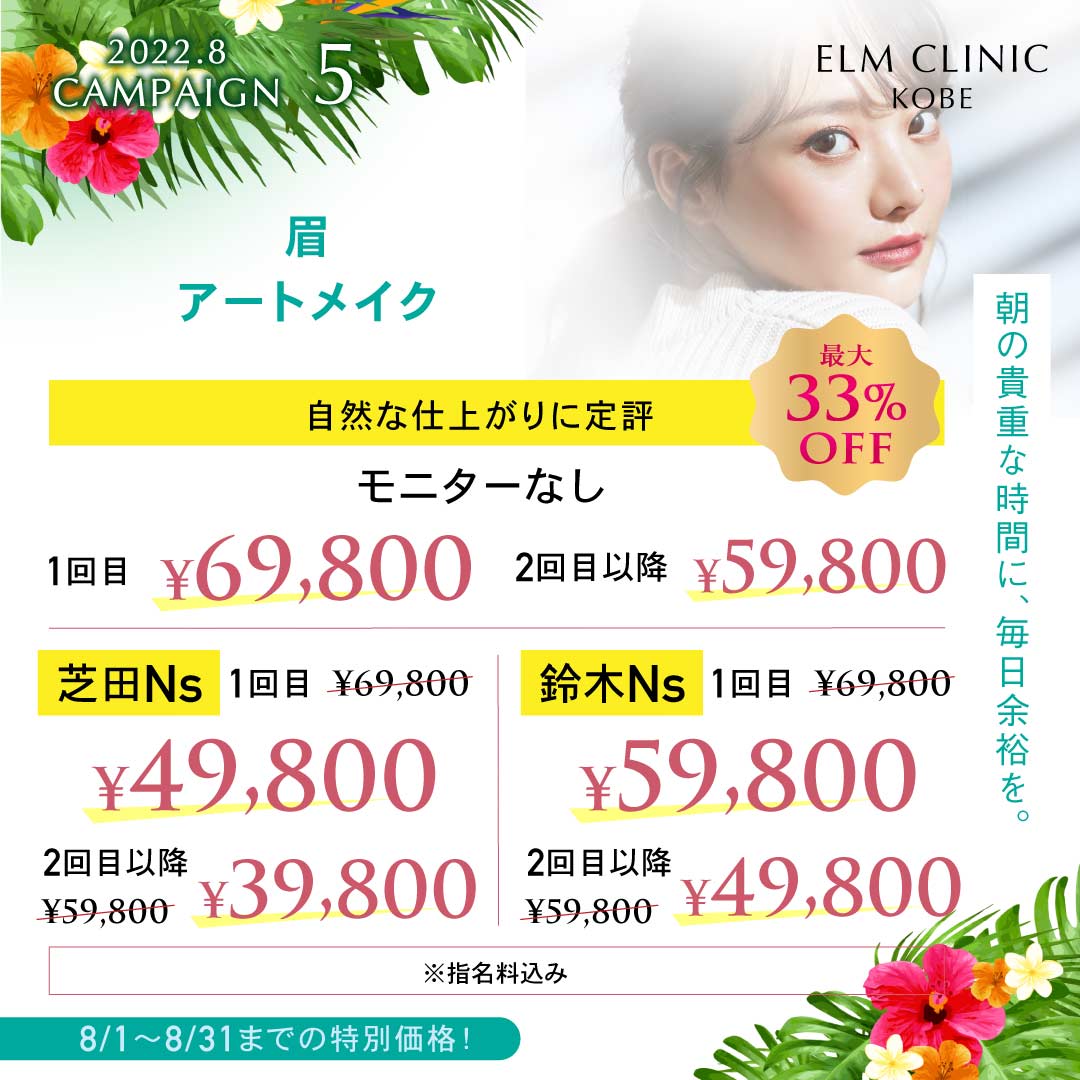 2022.8
CAMPAIGN 5
ELM CLINIC
KOBE
眉
アートメイク
朝の貴重な時間に、毎日余裕を。
最大
33%
OFF
自然な仕上がりに定評
モニターなし
1回目 ¥69,800 2回目以降 ¥59,800
芝田Ns 1回目 ¥69,800
¥49,800
2回目以降
¥59,800 ¥39,800
鈴木Ns 1回目 ¥69,800
¥59,800
2回目以降
¥59,800 ¥49,800
※指名料込み
8/1～8/31までの特別価格！